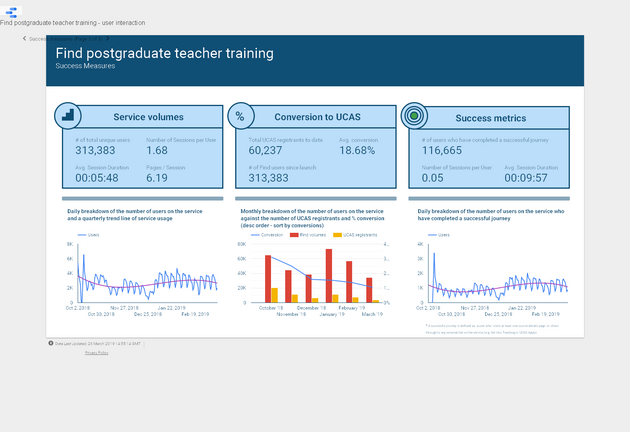 Find postgraduate teacher training - user interaction
Find postgraduate teacher training
Success Measures
Service volumes
# of total unique users
Number of Sessions per User
313,383
1.68
Avg. Session Duration
Pages / Session
00:05:48
6.19
%
Conversion to UCAS
Total UCAS registrants to date
Avg. conversion
60,237
18.68%
# of Find users since launch
313,383
Success metrics
# of users who have completed a successful journey
116,665
Number of Sessions per User
Avg. Session Duration
0.05
00:09:57
Daily breakdown of the number of users on the service
and a quarterly trend line of service usage
Users
8K
6K
4K
2K
0
Oct 2, 2018
Nov 27, 2018
Jan 22, 2019
Oct 30, 2018
Dec 25, 2018
Feb 19, 2019
Monthly breakdown of the number of users on the service
against the number of UCAS registrants and % conversion
(desc order - sort by conversions)
Conversion
Find volumes
UCAS registrants
80K
60K
40K
20K
0
4...
3...
2...
1...
0%
October '18
December '18
February '19
November '18
January '19
March '19
Daily breakdown of the number of users on the service who
have completed a successful journey
Users
4K
3K
2K
1K
0
Oct 2, 2018
Nov 27, 2018
Jan 22, 2019
Oct 30, 2018
Dec 25, 2018
Feb 19, 2019
Privacy Policy